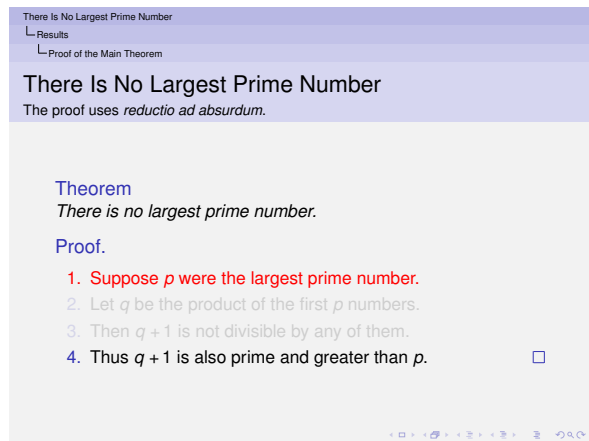 There Is No Largest Prime Number
Results
Proof of the Main Theorem
There Is No Largest Prime Number
The proof uses reductio ad absurdum.
Theorem
There is no largest prime number.
Proof.
1. Suppose p were the largest prime number.
2. Let q be the product of the first p numbers.
3. Then q + 1 is not divisible by any of them.
4. Thus q + 1 is also prime and greater than p. □